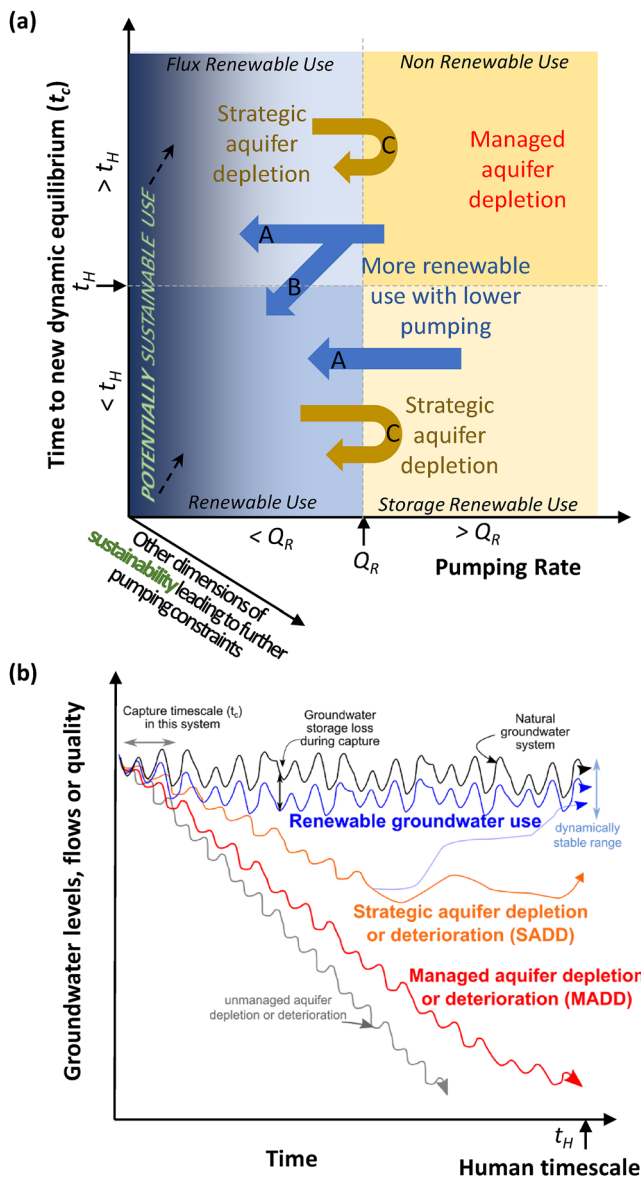 (a)
Flux Renewable Use
Non Renewable Use
Time to new dynamic equilibrium (tc)
> tH
tH
< tH
POTENTIALLY SUSTAINABLE USE
Strategic
aquifer
depletion
C
Managed
aquifer
depletion
A
B
More renewable
use with lower
pumping
A
C
Strategic
aquifer
depletion
Renewable Use
Storage Renewable Use
< QR
QR
> QR
Pumping Rate
Other dimensions of
sustainability leading to further
pumping constraints
(b)
Groundwater levels, flows or quality
Capture timescale (tc)
in this system
Groundwater
storage loss
during capture
Natural
groundwater
system
Renewable groundwater use
dynamically
stable range
Strategic aquifer depletion
or deterioration (SADD)
Managed aquifer depletion
or deterioration (MADD)
unmanaged aquifer
depletion or deterioration
tH
Time
Human timescale